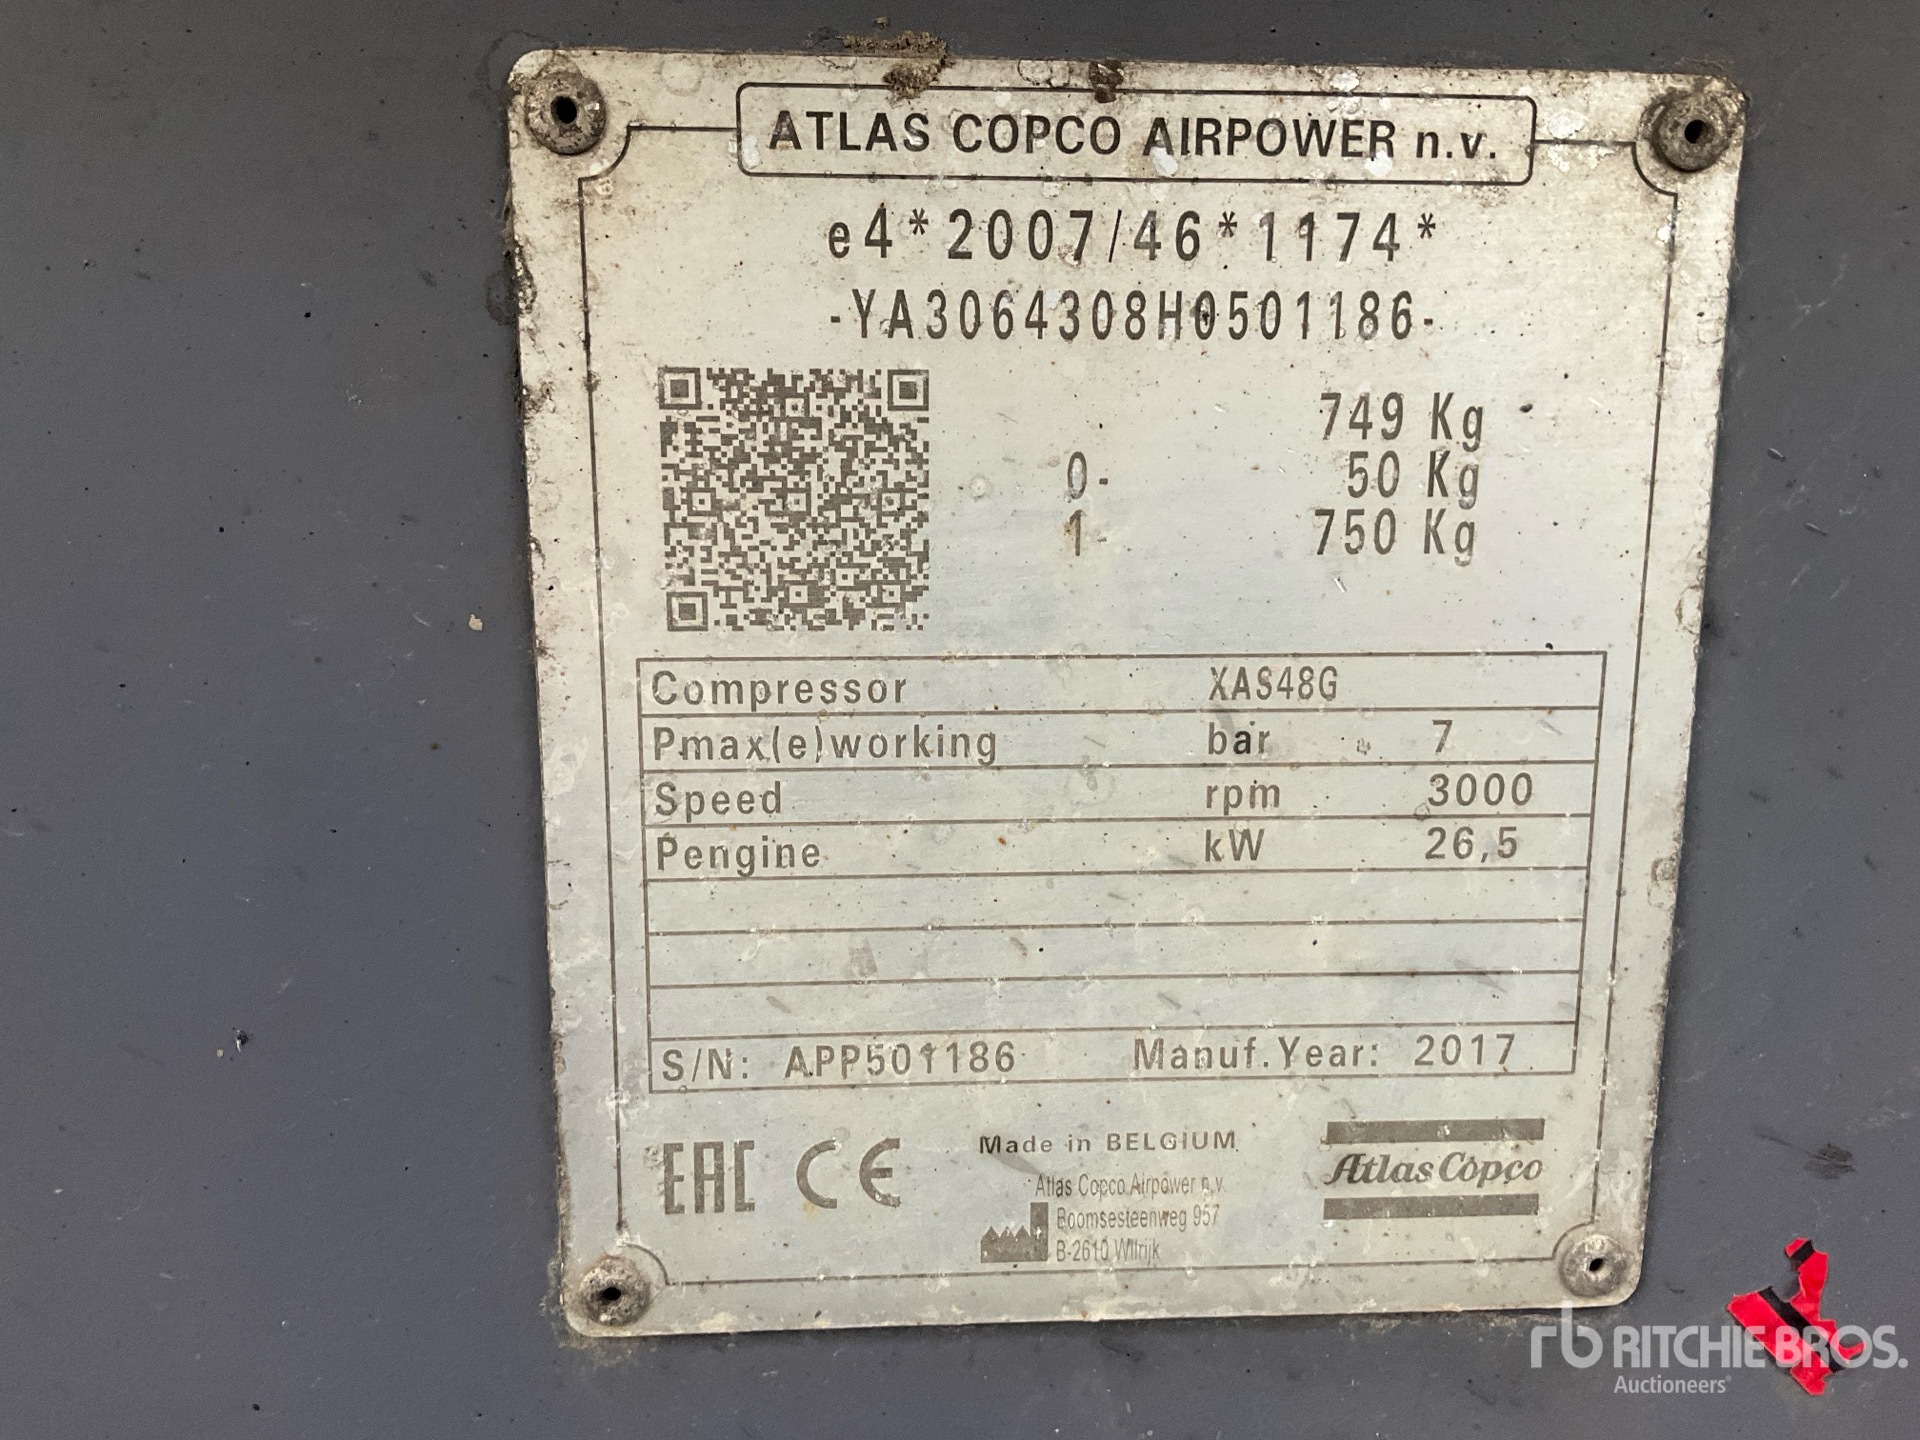 ATLAS COPCO AIRPOWER n.v.
e4*2007/46*1174*
-YA3064308H0501186-
749 Kg
0- 50 Kg
1- 750 Kg
Compressor XAS48G
Pmax(e)working bar 7
Speed rpm 3000
Pengine kW 26,5
S/N: APP501186 Manuf.Year: 2017
EAC CE
Made in BELGIUM
Atlas Copco Airpower n.v.
Boomsesteenweg 957
B-2610 Wilrijk
Atlas Copco
rb RITCHIE BROS.
Auctioneers